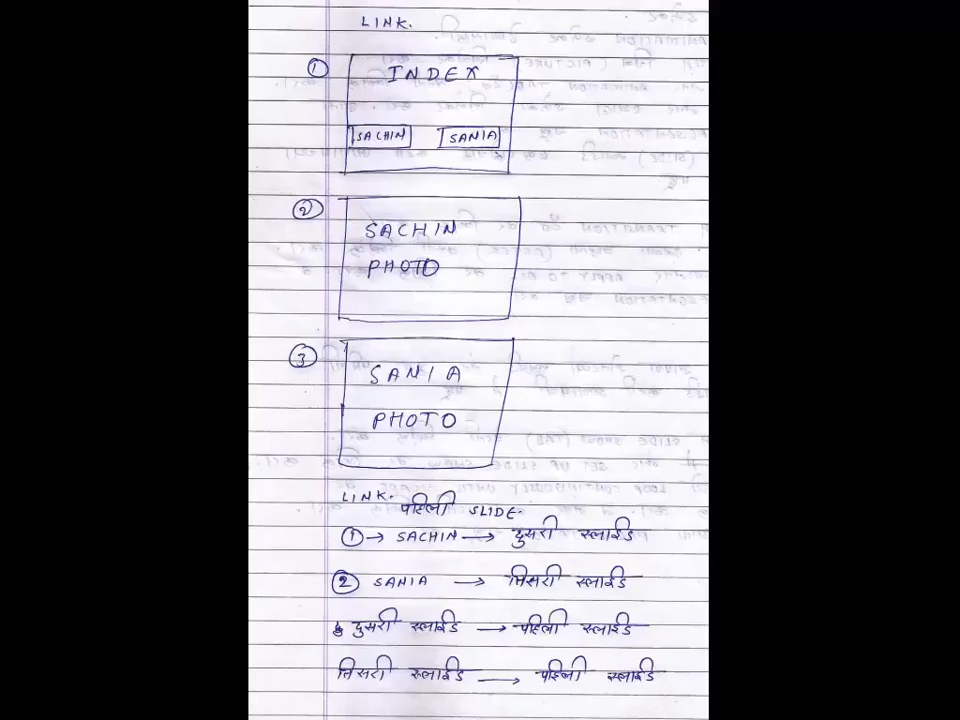 LINK.
① INDEX
SACHIN SANIA
② SACHIN
PHOTO
③ SANIA
PHOTO
LINK. पहिली SLIDE.
① → SACHIN → दुसरी स्लाईड
② SANIA → तिसरी स्लाईड
दुसरी स्लाईड → पहिली स्लाईड
तिसरी स्लाईड → पहिली स्लाईड